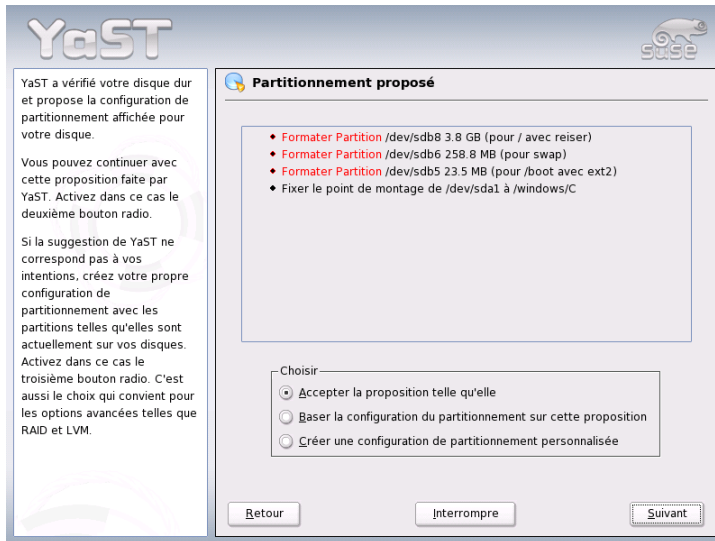 YaST
SUSE
YaST a vérifié votre disque dur
et propose la configuration de
partitionnement affichée pour
votre disque.
Vous pouvez continuer avec
cette proposition faite par
YaST. Activez dans ce cas le
deuxième bouton radio.
Si la suggestion de YaST ne
correspond pas à vos
intentions, créez votre propre
configuration de
partitionnement avec les
partitions telles qu'elles sont
actuellement sur vos disques.
Activez dans ce cas le
troisième bouton radio. C'est
aussi le choix qui convient pour
les options avancées telles que
RAID et LVM.
Partitionnement proposé
Formater Partition /dev/sdb8 3.8 GB (pour / avec reiser)
Formater Partition /dev/sdb6 258.8 MB (pour swap)
Formater Partition /dev/sdb5 23.5 MB (pour /boot avec ext2)
Fixer le point de montage de /dev/sda1 à /windows/C
Choisir
Accepter la proposition telle qu'elle
Baser la configuration du partitionnement sur cette proposition
Créer une configuration de partitionnement personnalisée
Retour
Interrompre
Suivant